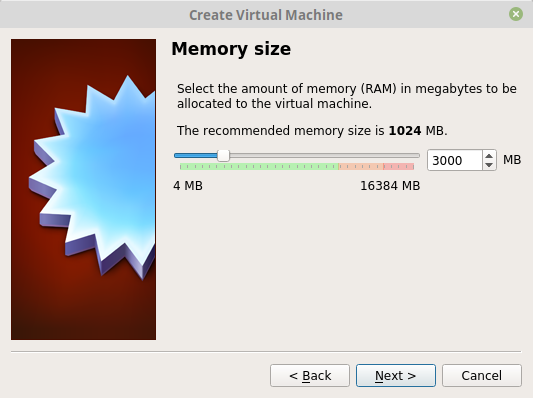 Create Virtual Machine
Memory size
Select the amount of memory (RAM) in megabytes to be
allocated to the virtual machine.
The recommended memory size is 1024 MB.
3000 MB
4 MB 16384 MB
< Back Next > Cancel